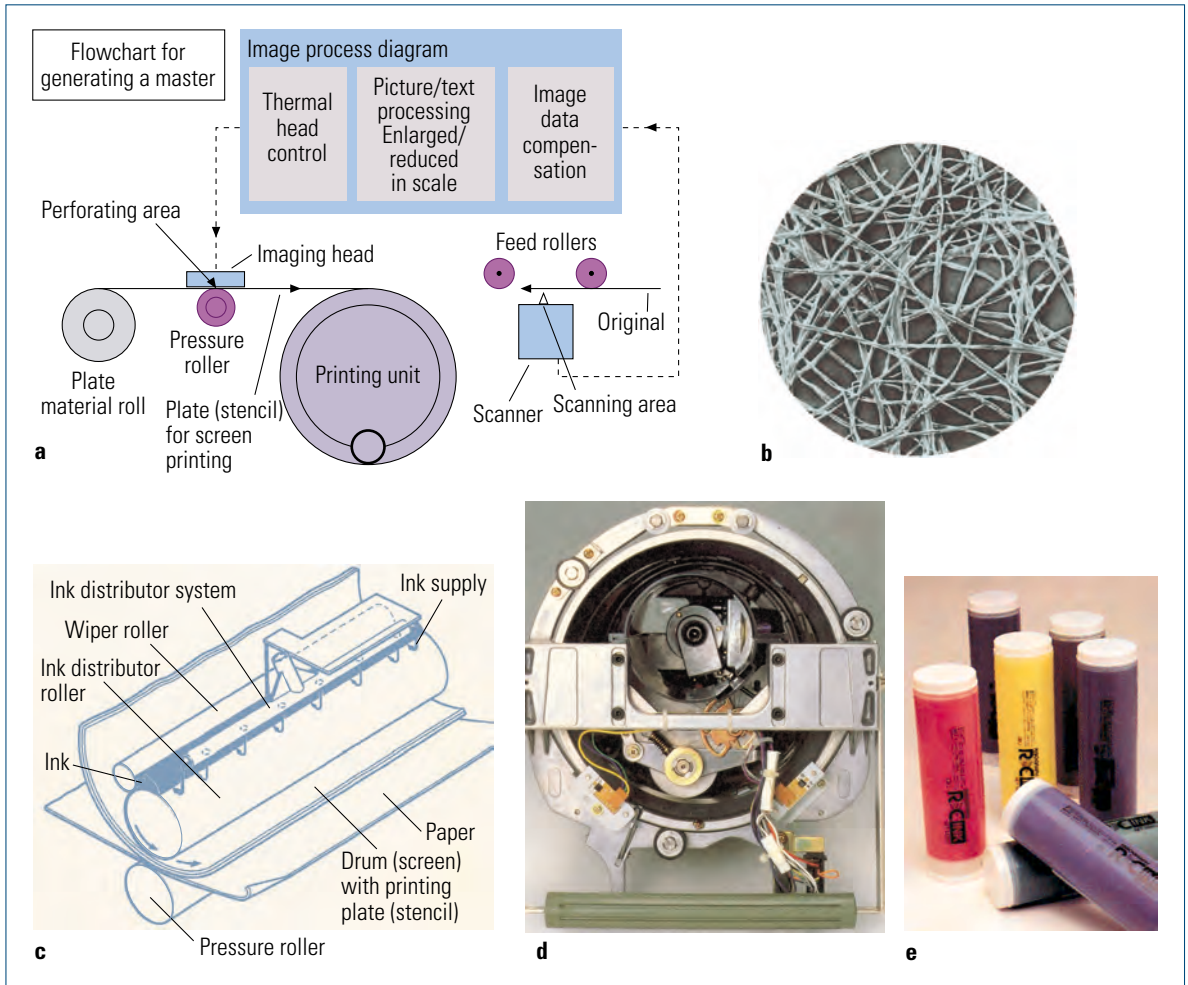 Flowchart for
generating a master
Image process diagram
Thermal
head
control
Picture/text
processing
Enlarged/
reduced
in scale
Image
data
compen-
sation
Perforating area
Imaging head
Feed rollers
Original
Pressure
roller
Printing unit
Plate
material roll
Plate (stencil)
for screen
printing
Scanner
Scanning area
a
b
Ink distributor system
Ink supply
Wiper roller
Ink distributor
roller
Ink
Paper
Drum (screen)
with printing
plate (stencil)
Pressure roller
c
d
e